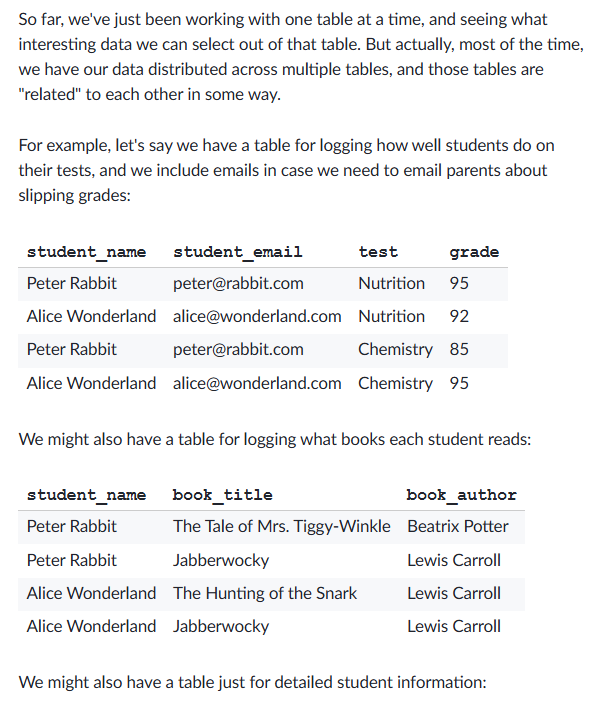 So far, we've just been working with one table at a time, and seeing what
interesting data we can select out of that table. But actually, most of the time,
we have our data distributed across multiple tables, and those tables are
"related" to each other in some way.
For example, let's say we have a table for logging how well students do on
their tests, and we include emails in case we need to email parents about
slipping grades:
student_name student_email test grade
Peter Rabbit peter@rabbit.com Nutrition 95
Alice Wonderland alice@wonderland.com Nutrition 92
Peter Rabbit peter@rabbit.com Chemistry 85
Alice Wonderland alice@wonderland.com Chemistry 95
We might also have a table for logging what books each student reads:
student_name book_title book_author
Peter Rabbit The Tale of Mrs. Tiggy-Winkle Beatrix Potter
Peter Rabbit Jabberwocky Lewis Carroll
Alice Wonderland The Hunting of the Snark Lewis Carroll
Alice Wonderland Jabberwocky Lewis Carroll
We might also have a table just for detailed student information: